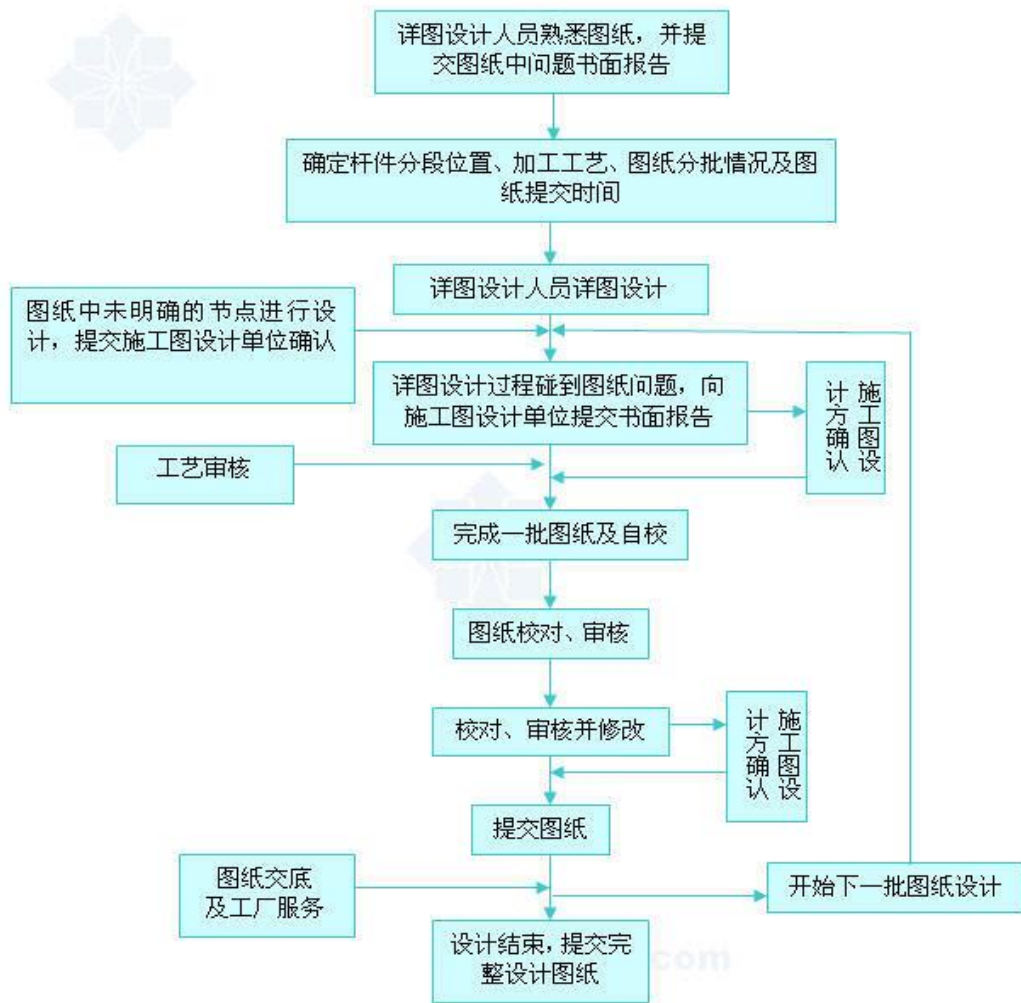 详图设计人员熟悉图纸，并提
交图纸中问题书面报告
确定杆件分段位置、加工工艺、图纸分批情况及图
纸提交时间
详图设计人员详图设计
图纸中未明确的节点进行设
计，提交施工图设计单位确认
详图设计过程碰到图纸问题，向
施工图设计单位提交书面报告
施工图设
计方确认
工艺审核
完成一批图纸及自校
图纸校对、审核
校对、审核并修改
施工图设
计方确认
提交图纸
图纸交底
及工厂服务
开始下一批图纸设计
设计结束，提交完
整设计图纸
com